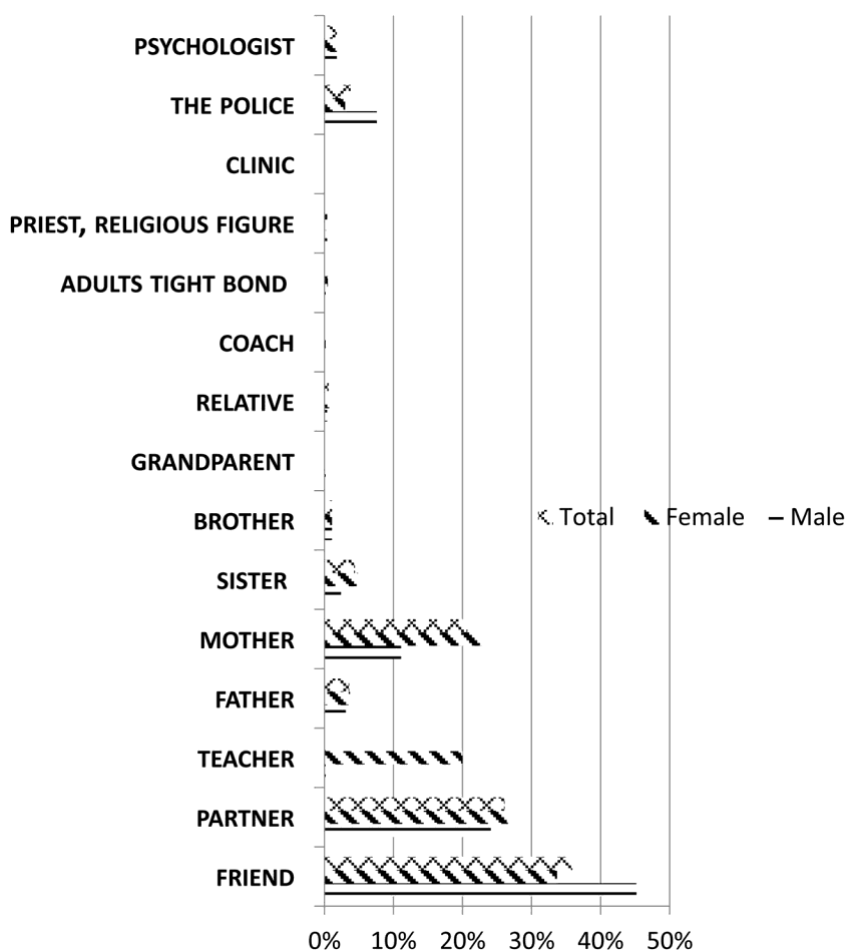 PSYCHOLOGIST
THE POLICE
CLINIC
PRIEST, RELIGIOUS FIGURE
ADULTS TIGHT BOND
COACH
RELATIVE
GRANDPARENT
BROTHER
Total Female Male
SISTER
MOTHER
FATHER
TEACHER
PARTNER
FRIEND
0% 10% 20% 30% 40% 50%